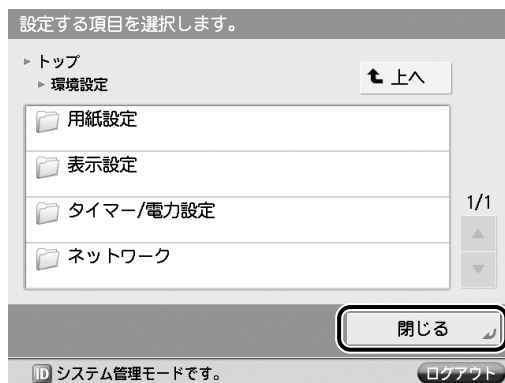 設定する項目を選択します。
トップ
環境設定
上へ
用紙設定
表示設定
タイマー/電力設定
ネットワーク
1/1
閉じる
ID システム管理モードです。
ログアウト